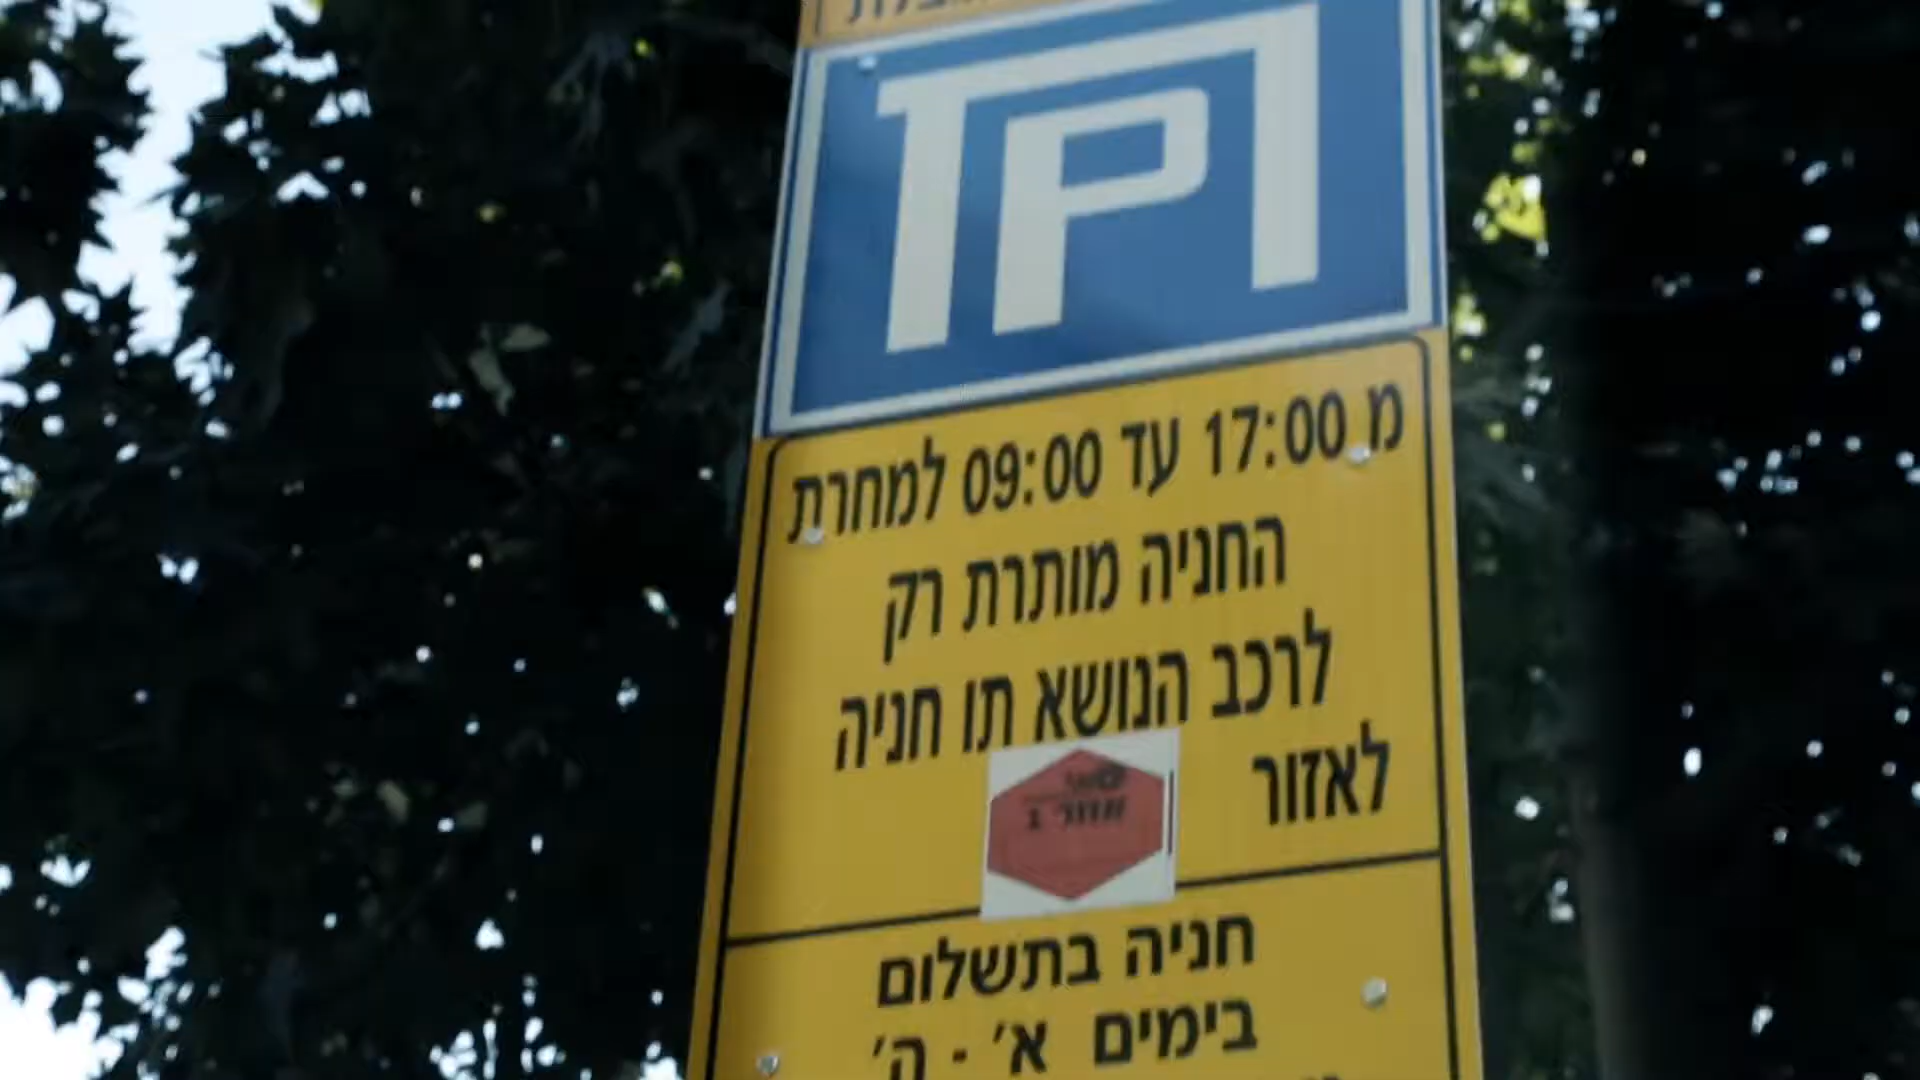 P
מ 17:00 עד 09:00 למחרת
החניה מותרת רק
לרכב הנושא תו חניה
לאזור
חניה בתשלום
בימים א׳ - ה׳